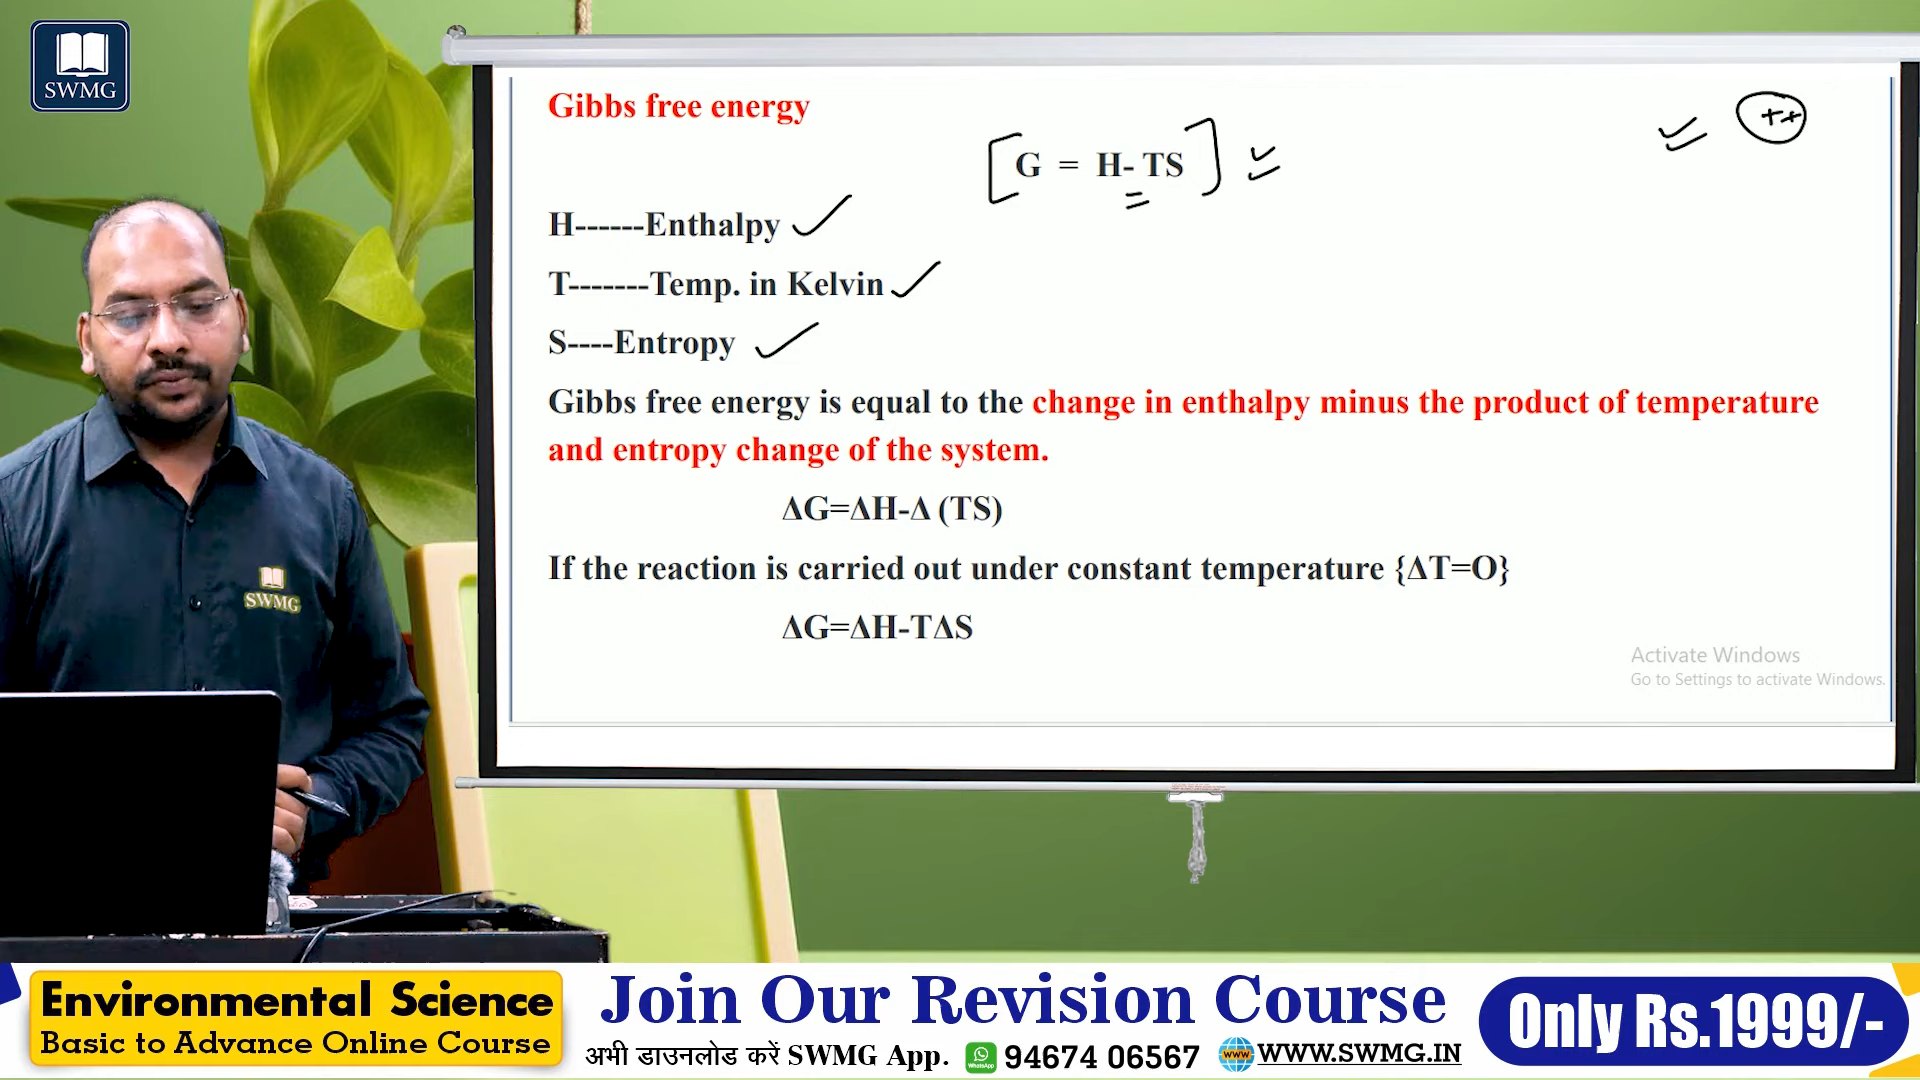 SWMG
Gibbs free energy
G = H- TS
++
H------Enthalpy
T-------Temp. in Kelvin
S----Entropy
Gibbs free energy is equal to the change in enthalpy minus the product of temperature
and entropy change of the system.
ΔG=ΔH-Δ (TS)
If the reaction is carried out under constant temperature {ΔT=O}
ΔG=ΔH-TΔS
Activate Windows
Go to Settings to activate Windows.
SWMG
Environmental Science
Basic to Advance Online Course
Join Our Revision Course
अभी डाउनलोड करें SWMG App. WhatsApp 94674 06567 www WWW.SWMG.IN
Only Rs.1999/-